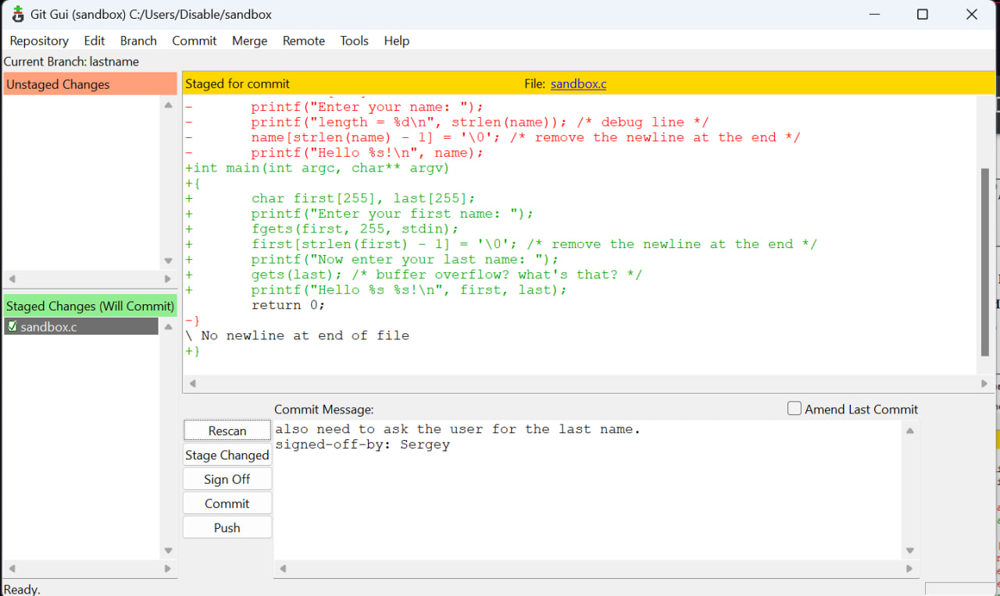 Git Gui (sandbox) C:/Users/Disable/sandbox
Repository Edit Branch Commit Merge Remote Tools Help
Current Branch: lastname
Unstaged Changes
Staged for commit File: sandbox.c
- printf("Enter your name: ");
- printf("length = %d\n", strlen(name)); /* debug line */
- name[strlen(name) - 1] = '\0'; /* remove the newline at the end */
- printf("Hello %s!\n", name);
+int main(int argc, char** argv)
+{
+ char first[255], last[255];
+ printf("Enter your first name: ");
+ fgets(first, 255, stdin);
+ first[strlen(first) - 1] = '\0'; /* remove the newline at the end */
+ printf("Now enter your last name: ");
+ gets(last); /* buffer overflow? what's that? */
+ printf("Hello %s %s!\n", first, last);
return 0;
-}
\ No newline at end of file
+}
Staged Changes (Will Commit)
sandbox.c
Commit Message:
Amend Last Commit
Rescan
Stage Changed
Sign Off
Commit
Push
also need to ask the user for the last name.
signed-off-by: Sergey
Ready.